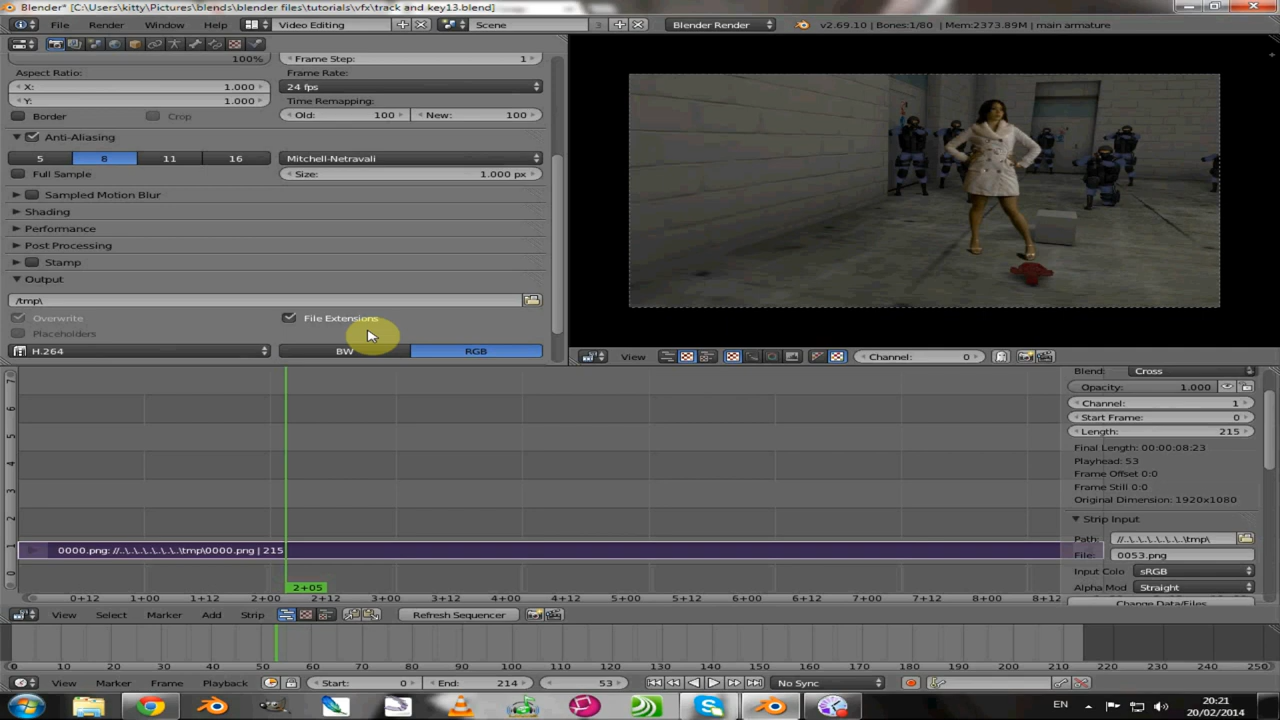 Blender* [C:\Users\kitty\Pictures\blends\blender files\tutorials\vfx\track and key13.blend]
File Render Window Help Video Editing Scene 3 Blender Render v2.69.10 | Bones:1/80 | Mem:2373.89M | main armature
100% Frame Step: 1
Aspect Ratio: Frame Rate:
X: 1.000 24 fps
Y: 1.000 Time Remapping:
Border Crop Old: 100 New: 100
Anti-Aliasing
5 8 11 16 Mitchell-Netravali
Full Sample Size: 1.000 px
Sampled Motion Blur
Shading
Performance
Post Processing
Stamp
Output
/tmp\
Overwrite File Extensions
Placeholders
H.264 BW RGB
View Channel: 0
7
6
5
4
3
2
1
0
Blend: Cross
Opacity: 1.000
Channel: 1
Start Frame: 0
Length: 215
Final Length: 00:00:08:23
Playhead: 53
Frame Offset 0:0
Frame Still 0:0
Original Dimension: 1920x1080
Strip Input
Path: //..\..\..\..\..\..\tmp\
File: 0053.png
Input Colo sRGB
Alpha Mod Straight
Change Data/Files
0000.png: //..\..\..\..\..\..\tmp\0000.png | 215
2+05
0+12 1+00 1+12 2+00 2+12 3+00 3+12 4+00 4+12 5+00 5+12 6+00 6+12 7+00 7+12 8+00 8+12
View Select Marker Add Strip Refresh Sequencer
0 10 20 30 40 50 60 70 80 90 100 110 120 130 140 150 160 170 180 190 200 210 220 230 240 250
View Marker Frame Playback Start: 0 End: 214 53 No Sync
EN 20:21
20/02/2014